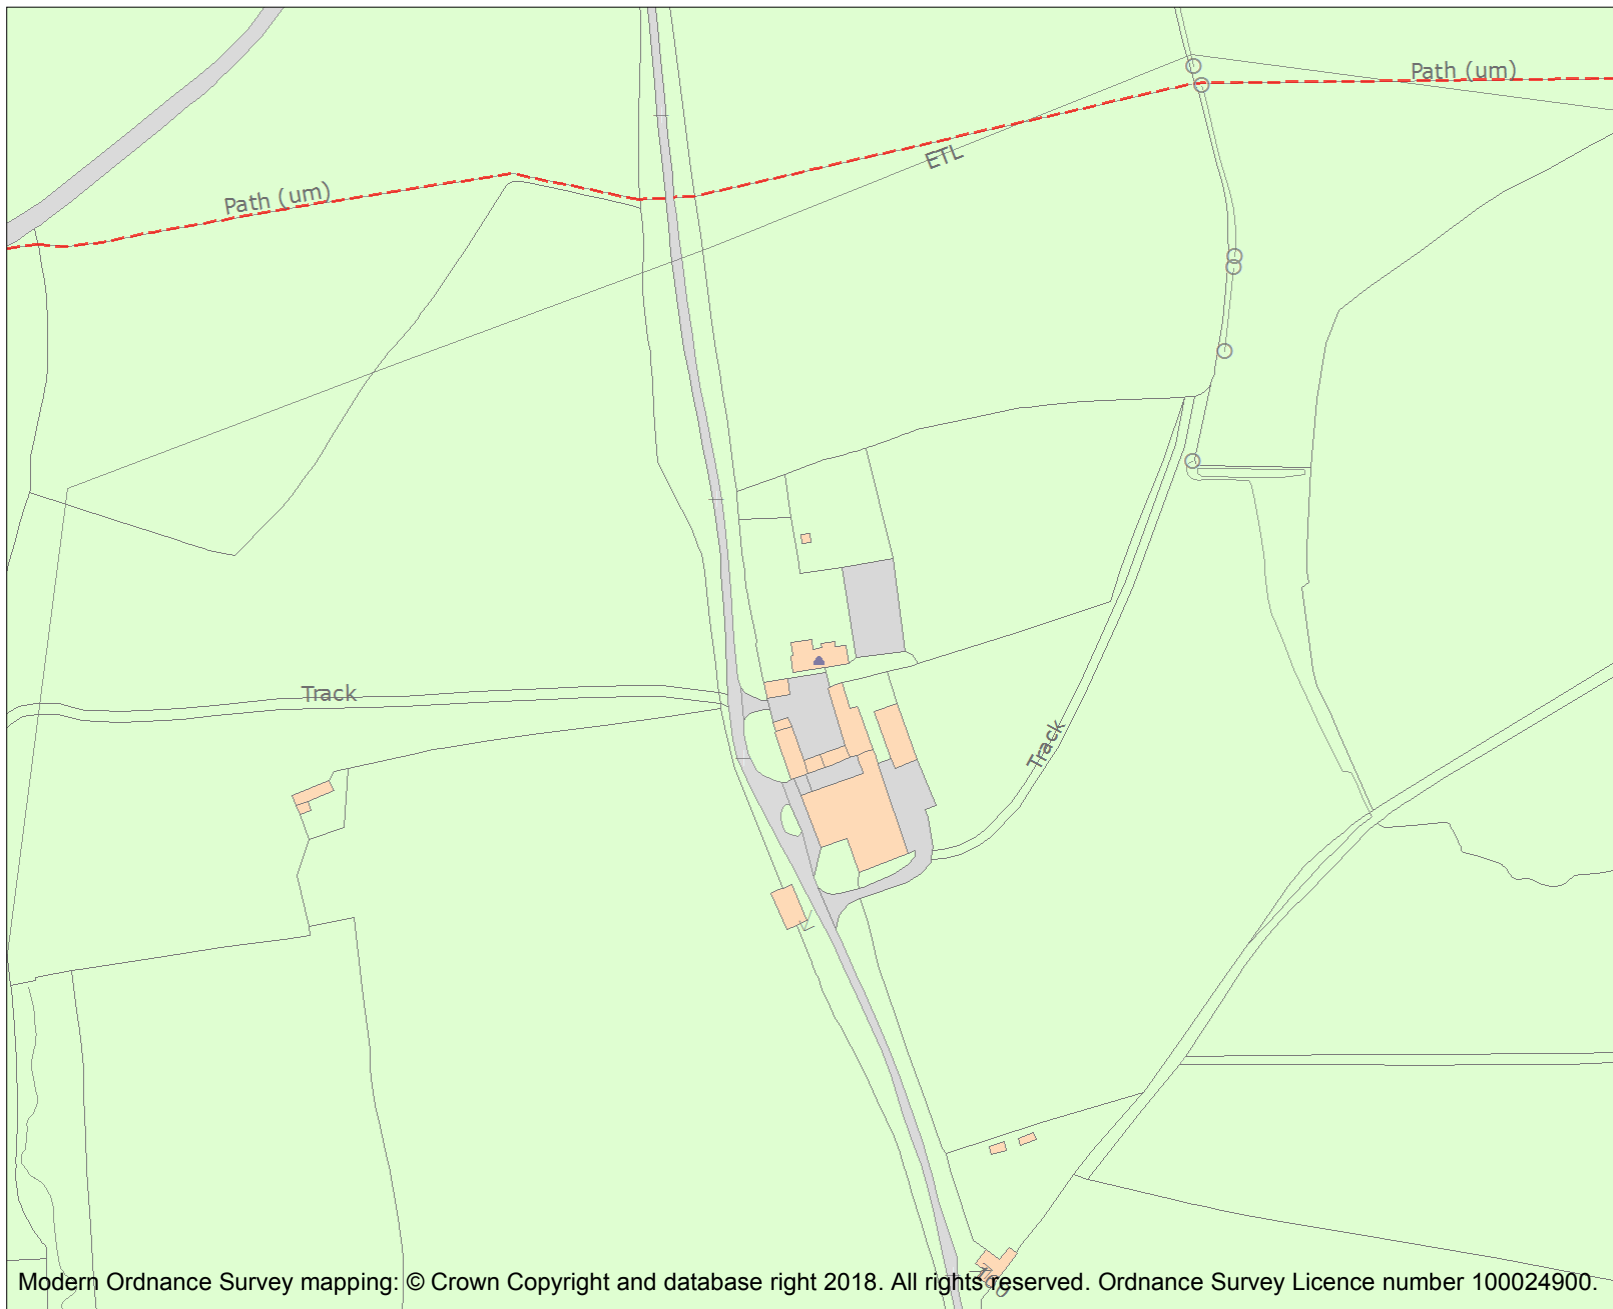 Path (um)
ETL
Path (um)
Track
Track
Modern Ordnance Survey mapping: © Crown Copyright and database right 2018. All rights reserved. Ordnance Survey Licence number 100024900.